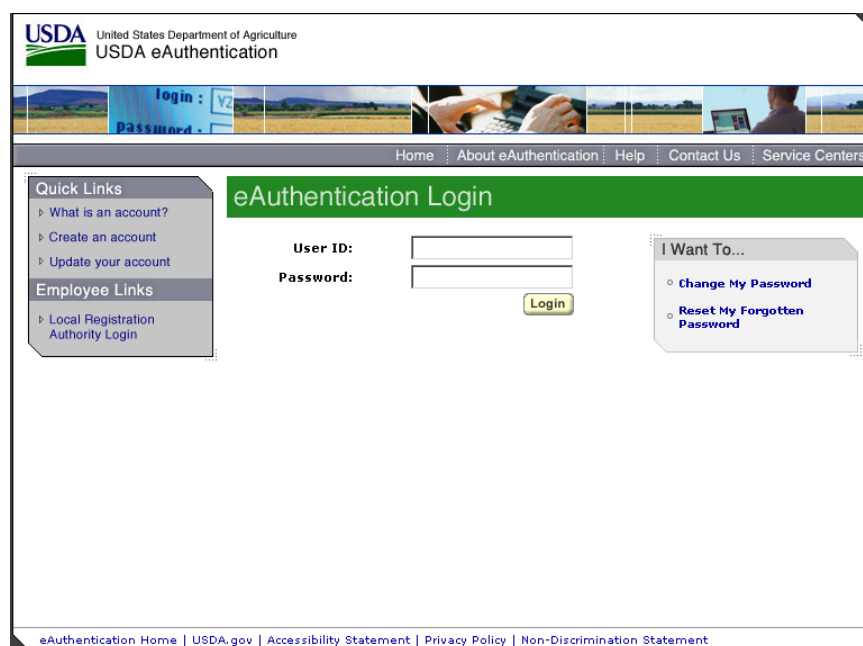 USDA
United States Department of Agriculture
USDA eAuthentication
login :
password :
Home
About eAuthentication
Help
Contact Us
Service Centers
Quick Links
What is an account?
Create an account
Update your account
Employee Links
Local Registration
Authority Login
eAuthentication Login
User ID:
Password:
Login
I Want To...
Change My Password
Reset My Forgotten
Password
eAuthentication Home | USDA.gov | Accessibility Statement | Privacy Policy | Non-Discrimination Statement